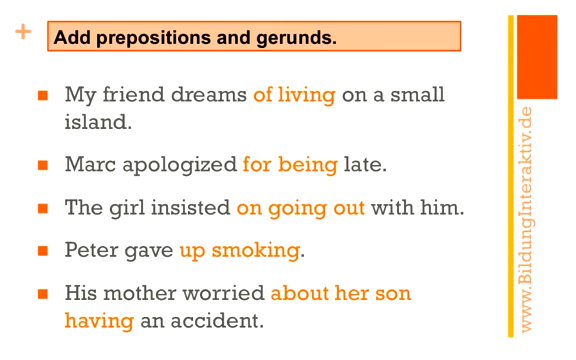 +
Add prepositions and gerunds.
■ My friend dreams of living on a small
island.
■ Marc apologized for being late.
■ The girl insisted on going out with him.
■ Peter gave up smoking.
■ His mother worried about her son
having an accident.
www.BildungInteraktiv.de